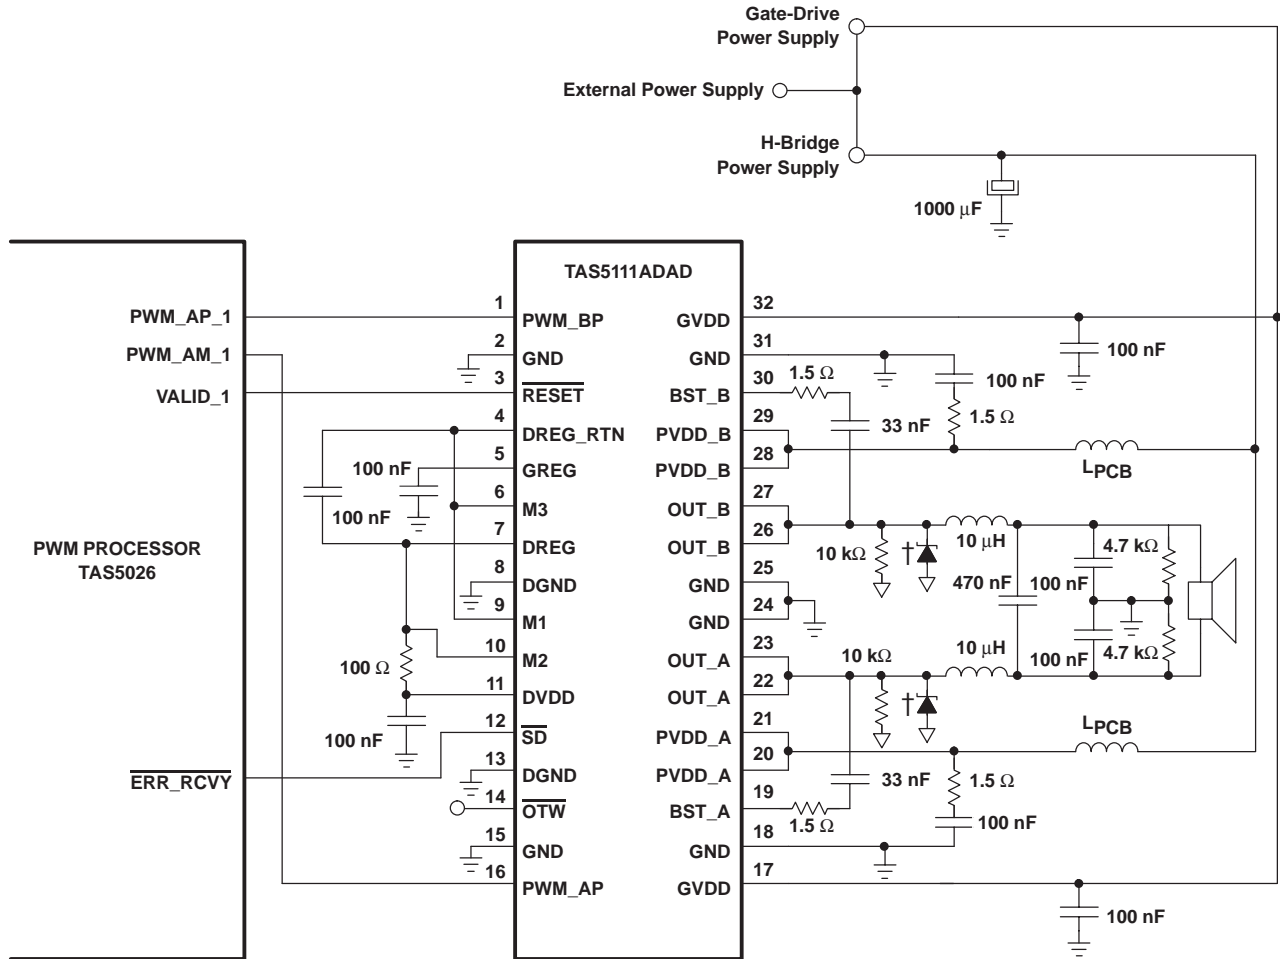 Gate-Drive
Power Supply
External Power Supply
H-Bridge
Power Supply
1000 μF
TAS5111ADAD
PWM PROCESSOR
TAS5026
PWM_AP_1
PWM_AM_1
VALID_1
ERR_RCVY
1
PWM_BP
2
GND
3
RESET
4
DREG_RTN
5
GREG
6
M3
7
DREG
8
DGND
9
M1
10
M2
11
DVDD
12
SD
13
DGND
14
OTW
15
GND
16
PWM_AP
100 nF
100 nF
100 Ω
100 nF
32
GVDD
31
GND
30
BST_B
29
PVDD_B
28
PVDD_B
27
OUT_B
26
OUT_B
25
GND
24
GND
23
OUT_A
22
OUT_A
21
PVDD_A
20
PVDD_A
19
BST_A
18
GND
17
GVDD
100 nF
1.5 Ω
100 nF
33 nF
1.5 Ω
LPCB
10 kΩ
†
10 μH
470 nF
100 nF
4.7 kΩ
10 kΩ
†
10 μH
100 nF
4.7 kΩ
LPCB
33 nF
1.5 Ω
1.5 Ω
100 nF
100 nF